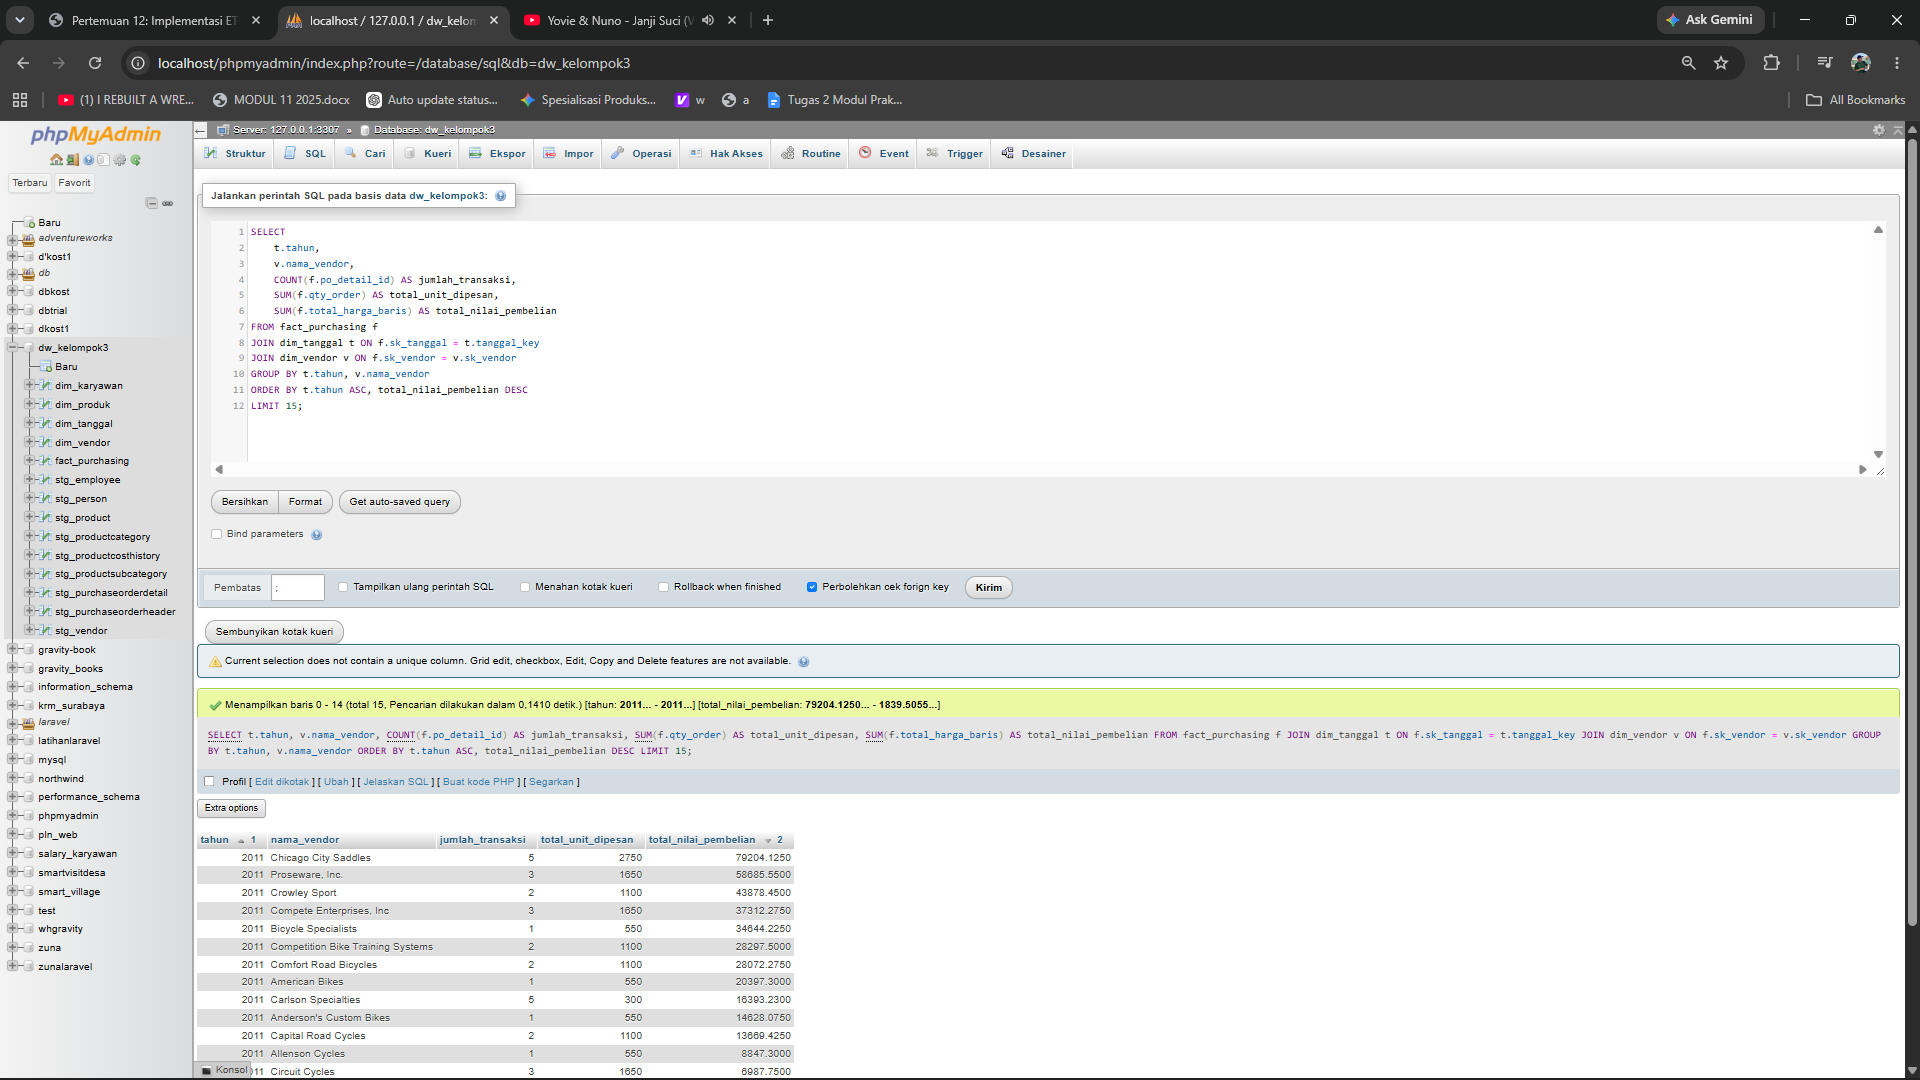 Pertemuan 12: Implementasi ET
localhost / 127.0.0.1 / dw_kelom
Yovie & Nuno - Janji Suci (V
Ask Gemini
localhost/phpmyadmin/index.php?route=/database/sql&db=dw_kelompok3
(1) I REBUILT A WRE...
MODUL 11 2025.docx
Auto update status...
Spesialisasi Produks...
w
a
Tugas 2 Modul Prak...
All Bookmarks
phpMyAdmin
Terbaru
Favorit
Baru
adventureworks
d'kost1
db
dbkost
dbtrial
dkost1
dw_kelompok3
Baru
dim_karyawan
dim_produk
dim_tanggal
dim_vendor
fact_purchasing
stg_employee
stg_person
stg_product
stg_productcategory
stg_productcosthistory
stg_productsubcategory
stg_purchaseorderdetail
stg_purchaseorderheader
stg_vendor
gravity-book
gravity_books
information_schema
krm_surabaya
laravel
latihanlaravel
mysql
northwind
performance_schema
phpmyadmin
pln_web
salary_karyawan
smartvisitdesa
smart_village
test
whgravity
zuna
zunalaravel
Server: 127.0.0.1:3307 » Database: dw_kelompok3
Struktur
SQL
Cari
Kueri
Ekspor
Impor
Operasi
Hak Akses
Routine
Event
Trigger
Desainer
Jalankan perintah SQL pada basis data dw_kelompok3:
1 SELECT
2 t.tahun,
3 v.nama_vendor,
4 COUNT(f.po_detail_id) AS jumlah_transaksi,
5 SUM(f.qty_order) AS total_unit_dipesan,
6 SUM(f.total_harga_baris) AS total_nilai_pembelian
7 FROM fact_purchasing f
8 JOIN dim_tanggal t ON f.sk_tanggal = t.tanggal_key
9 JOIN dim_vendor v ON f.sk_vendor = v.sk_vendor
10 GROUP BY t.tahun, v.nama_vendor
11 ORDER BY t.tahun ASC, total_nilai_pembelian DESC
12 LIMIT 15;
Bersihkan
Format
Get auto-saved query
Bind parameters
Pembatas ;
Tampilkan ulang perintah SQL
Menahan kotak kueri
Rollback when finished
Perbolehkan cek forign key
Kirim
Sembunyikan kotak kueri
Current selection does not contain a unique column. Grid edit, checkbox, Edit, Copy and Delete features are not available.
Menampilkan baris 0 - 14 (total 15, Pencarian dilakukan dalam 0,1410 detik.) [tahun: 2011... - 2011...] [total_nilai_pembelian: 79204.1250... - 1839.5055...]
SELECT t.tahun, v.nama_vendor, COUNT(f.po_detail_id) AS jumlah_transaksi, SUM(f.qty_order) AS total_unit_dipesan, SUM(f.total_harga_baris) AS total_nilai_pembelian FROM fact_purchasing f JOIN dim_tanggal t ON f.sk_tanggal = t.tanggal_key JOIN dim_vendor v ON f.sk_vendor = v.sk_vendor GROUP
BY t.tahun, v.nama_vendor ORDER BY t.tahun ASC, total_nilai_pembelian DESC LIMIT 15;
Profil [ Edit dikotak ] [ Ubah ] [ Jelaskan SQL ] [ Buat kode PHP ] [ Segarkan ]
Extra options
tahun 1 nama_vendor jumlah_transaksi total_unit_dipesan total_nilai_pembelian 2
2011 Chicago City Saddles 5 2750 79204.1250
2011 Proseware, Inc. 3 1650 58685.5500
2011 Crowley Sport 2 1100 43878.4500
2011 Compete Enterprises, Inc 3 1650 37312.2750
2011 Bicycle Specialists 1 550 34644.2250
2011 Competition Bike Training Systems 2 1100 28297.5000
2011 Comfort Road Bicycles 2 1100 28072.2750
2011 American Bikes 1 550 20397.3000
2011 Carlson Specialties 5 300 16393.2300
2011 Anderson's Custom Bikes 1 550 14628.0750
2011 Capital Road Cycles 2 1100 13669.4250
2011 Allenson Cycles 1 550 8847.3000
Konsol 011 Circuit Cycles 3 1650 6987.7500